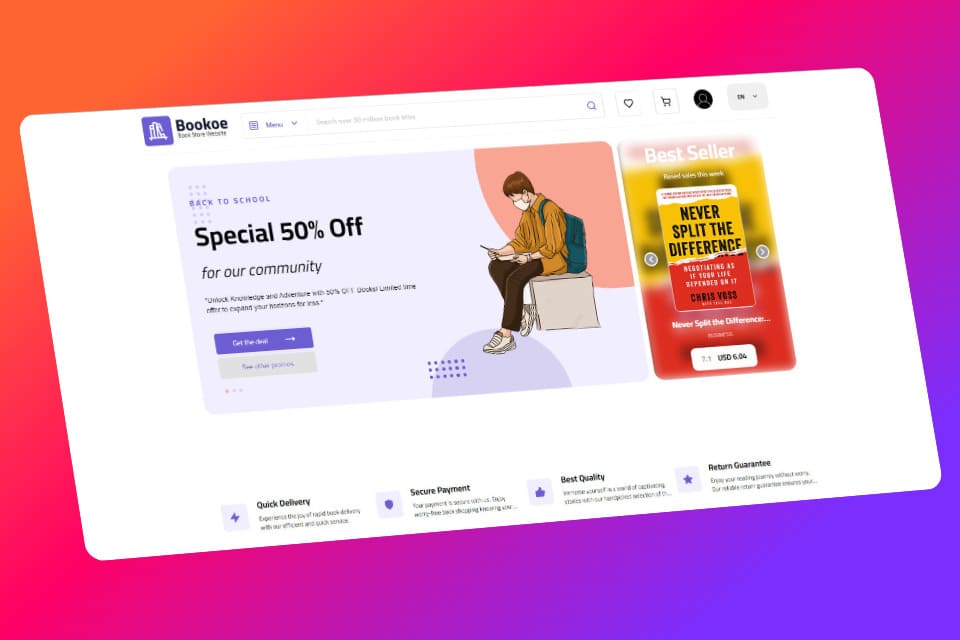 Bookoe
Book Store Website
Menu
Search over 30 million book titles
EN
BACK TO SCHOOL
Special 50% Off
for our community
"Unlock Knowledge and Adventure with 50% OFF Books! Limited time
offer to expand your horizons for less."
Get the deal
See other promos
Best Seller
Based sales this week
NEVER
SPLIT THE
DIFFERENCE
NEGOTIATING AS
IF YOUR LIFE
DEPENDED ON IT
CHRIS VOSS
Never Split the Difference:...
BUSINESS
7.1 USD 6.04
Quick Delivery
Experience the joy of rapid book delivery
with our efficient and quick service
Secure Payment
Your payment is secure with us. Enjoy
worry-free book shopping knowing your...
Best Quality
Immerse yourself in a world of captivating
stories with our handpicked selection of th...
Return Guarantee
Enjoy your reading journey without worry.
Our reliable return guarantee ensures your...